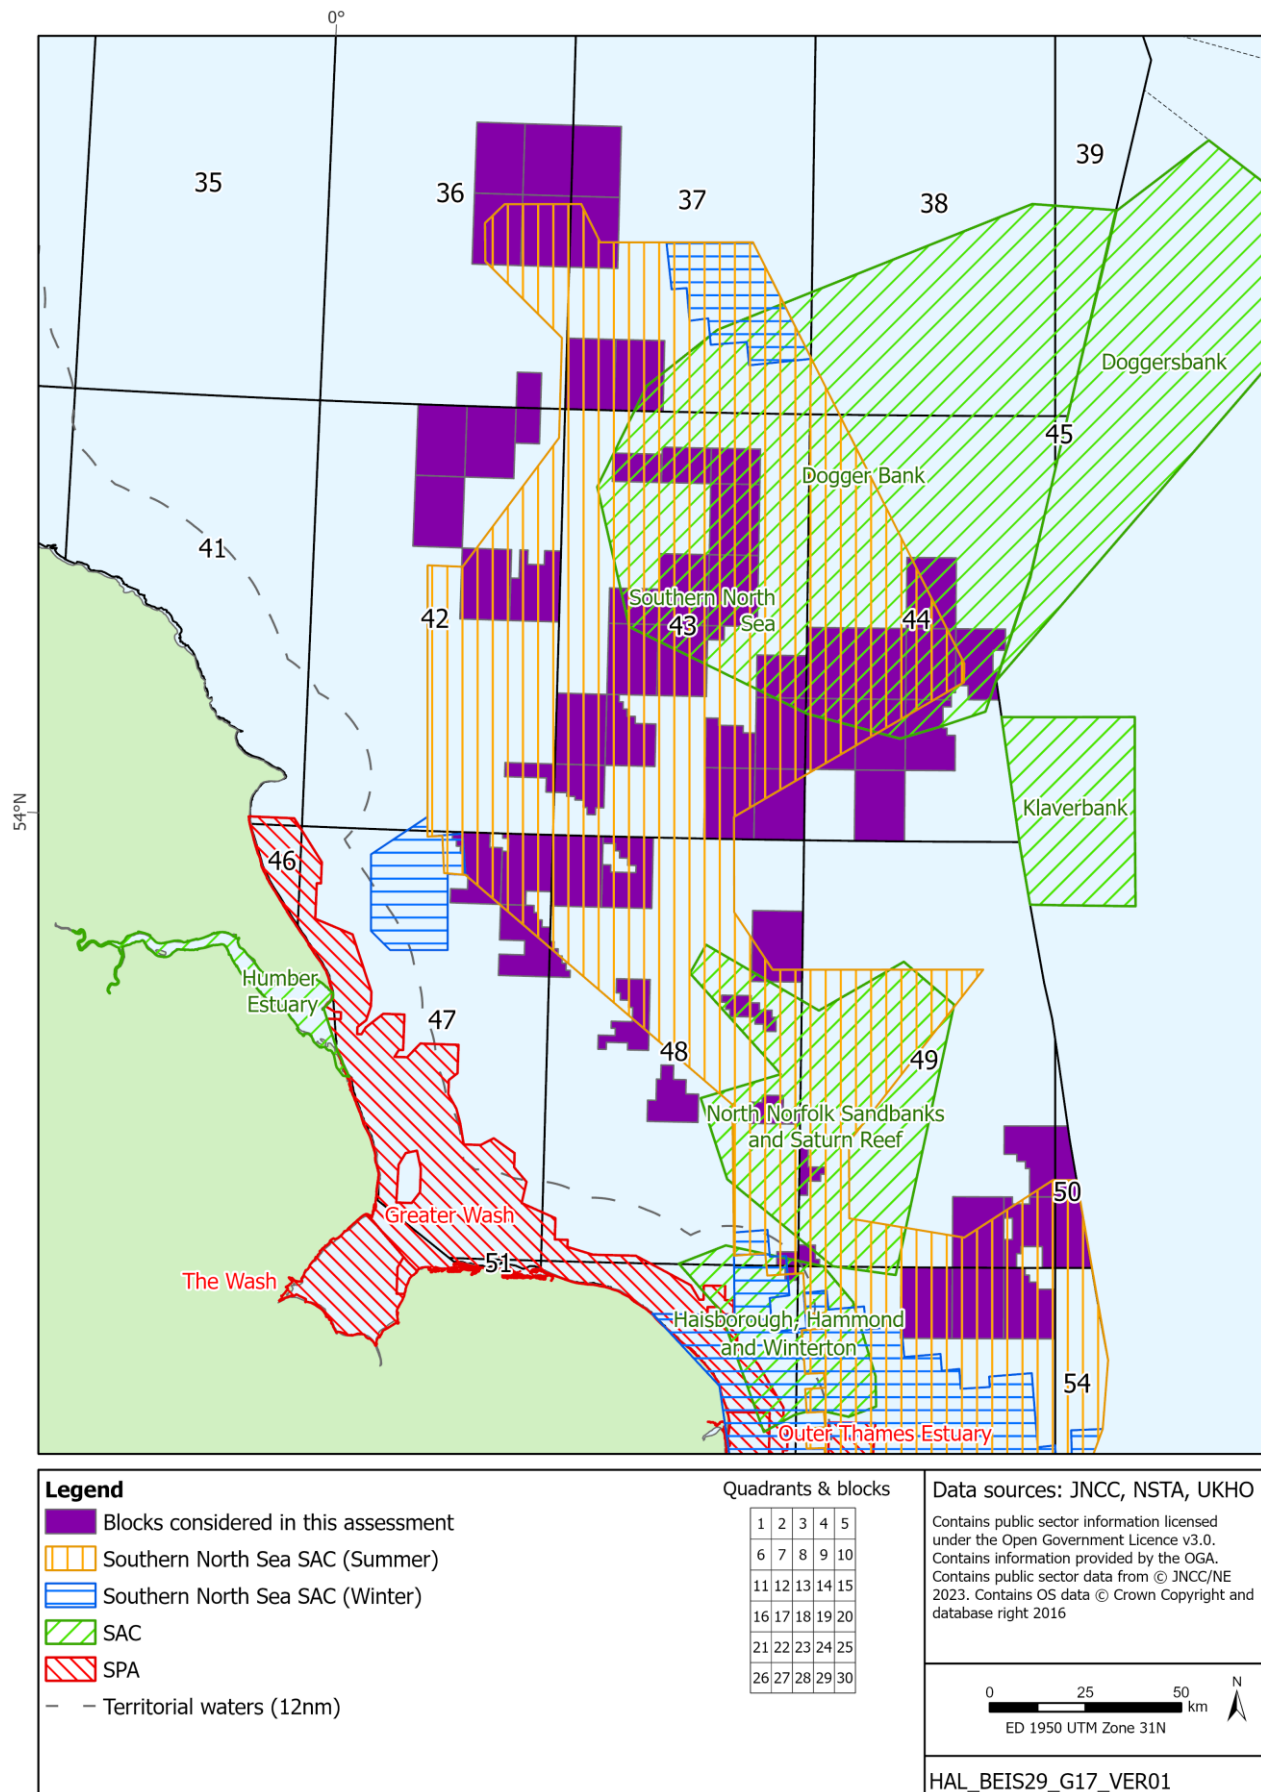 0°
39
35
36
37
38
Doggersbank
45
Dogger Bank
41
Southern North
Sea
42
43
44
54°N
Klaverbank
46
Humber
Estuary
47
48
49
North Norfolk Sandbanks
and Saturn Reef
50
Greater Wash
51
The Wash
Haisborough, Hammond
and Winterton
54
Outer Thames Estuary
Legend
Blocks considered in this assessment
Southern North Sea SAC (Summer)
Southern North Sea SAC (Winter)
SAC
SPA
Territorial waters (12nm)
Quadrants & blocks
1 2 3 4 5
6 7 8 9 10
11 12 13 14 15
16 17 18 19 20
21 22 23 24 25
26 27 28 29 30
Data sources: JNCC, NSTA, UKHO
Contains public sector information licensed
under the Open Government Licence v3.0.
Contains information provided by the OGA.
Contains public sector data from © JNCC/NE
2023. Contains OS data © Crown Copyright and
database right 2016
0 25 50
km
N
ED 1950 UTM Zone 31N
HAL_BEIS29_G17_VER01